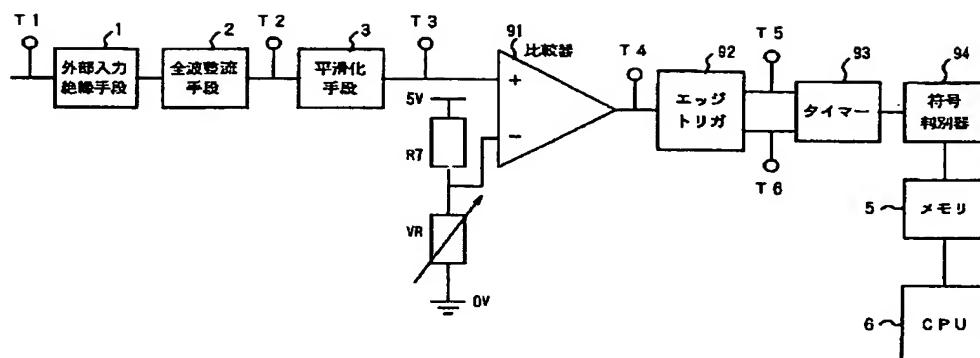 T1
1
外部入力
絶縁手段
2
全波整流
手段
T2
3
平滑化
手段
T3
91
比較器
+
−
5V
R7
VR
0V
T4
92
エッジ
トリガ
T5
T6
93
タイマー
94
符号
判別器
5
メモリ
6
CPU